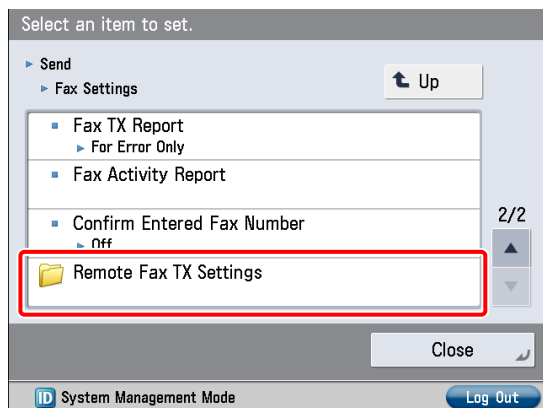 Select an item to set.
Send
Fax Settings
Up
Fax TX Report
For Error Only
Fax Activity Report
Confirm Entered Fax Number
Off
2/2
Remote Fax TX Settings
Close
ID System Management Mode
Log Out